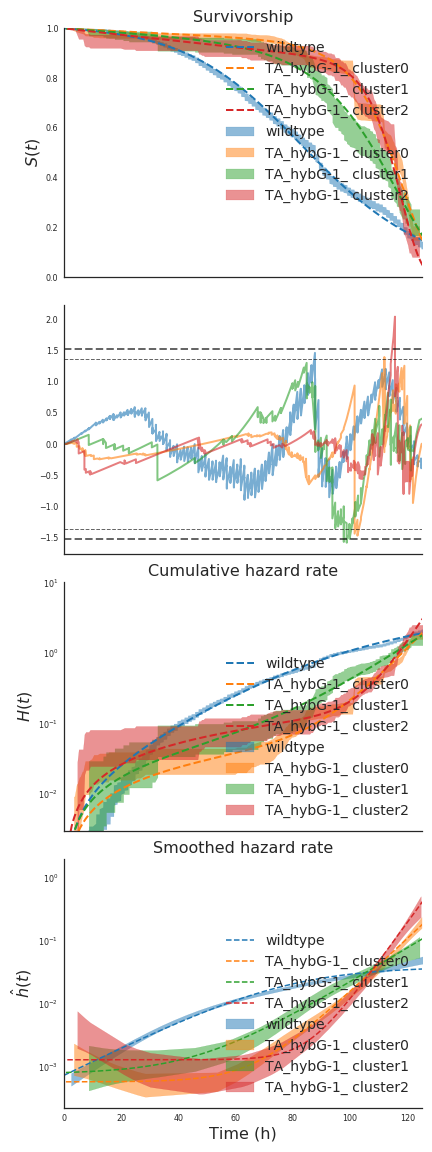 Survivorship
1.0
wildtype
TA_hybG-1_ cluster0
0.8
TA_hybG-1_ cluster1
TA_hybG-1_ cluster2
0.6
wildtype
S(t)
TA_hybG-1_ cluster0
0.4
TA_hybG-1_ cluster1
TA_hybG-1_ cluster2
0.2
0.0
2.0
1.5
1.0
0.5
0.0
−0.5
−1.0
−1.5
Cumulative hazard rate
10¹
10⁰
wildtype
TA_hybG-1_ cluster0
TA_hybG-1_ cluster1
H(t)
10⁻¹
TA_hybG-1_ cluster2
wildtype
TA_hybG-1_ cluster0
10⁻²
TA_hybG-1_ cluster1
TA_hybG-1_ cluster2
Smoothed hazard rate
10⁰
10⁻¹
wildtype
TA_hybG-1_ cluster0
TA_hybG-1_ cluster1
ĥ(t)
10⁻²
TA_hybG-1_ cluster2
wildtype
TA_hybG-1_ cluster0
10⁻³
TA_hybG-1_ cluster1
TA_hybG-1_ cluster2
0 20 40 60 80 100 120
Time (h)